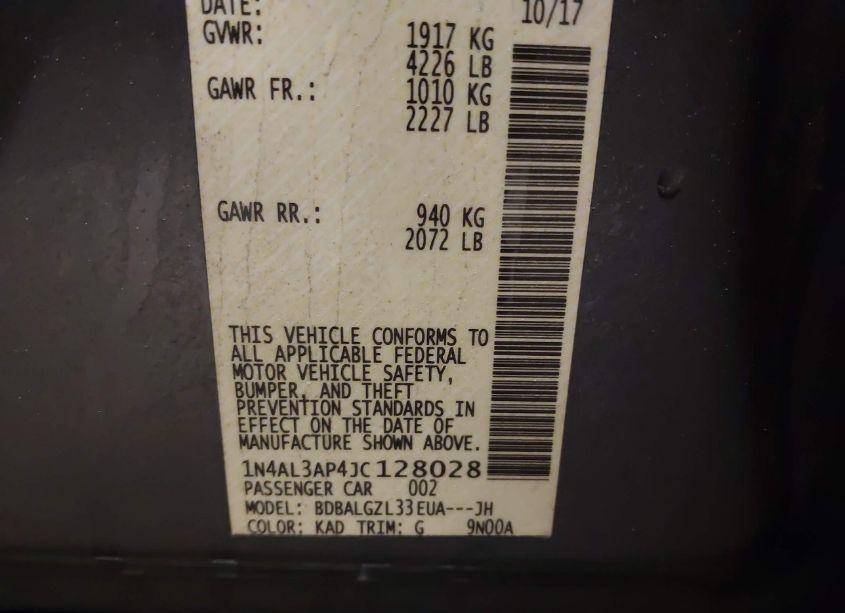 DATE: 10/17
GVWR: 1917 KG
4226 LB
GAWR FR.: 1010 KG
2227 LB
GAWR RR.: 940 KG
2072 LB
THIS VEHICLE CONFORMS TO
ALL APPLICABLE FEDERAL
MOTOR VEHICLE SAFETY,
BUMPER, AND THEFT
PREVENTION STANDARDS IN
EFFECT ON THE DATE OF
MANUFACTURE SHOWN ABOVE.
1N4AL3AP4JC128028
PASSENGER CAR 002
MODEL: BDBALGZL33EUA---JH
COLOR: KAD TRIM: G 9N00A